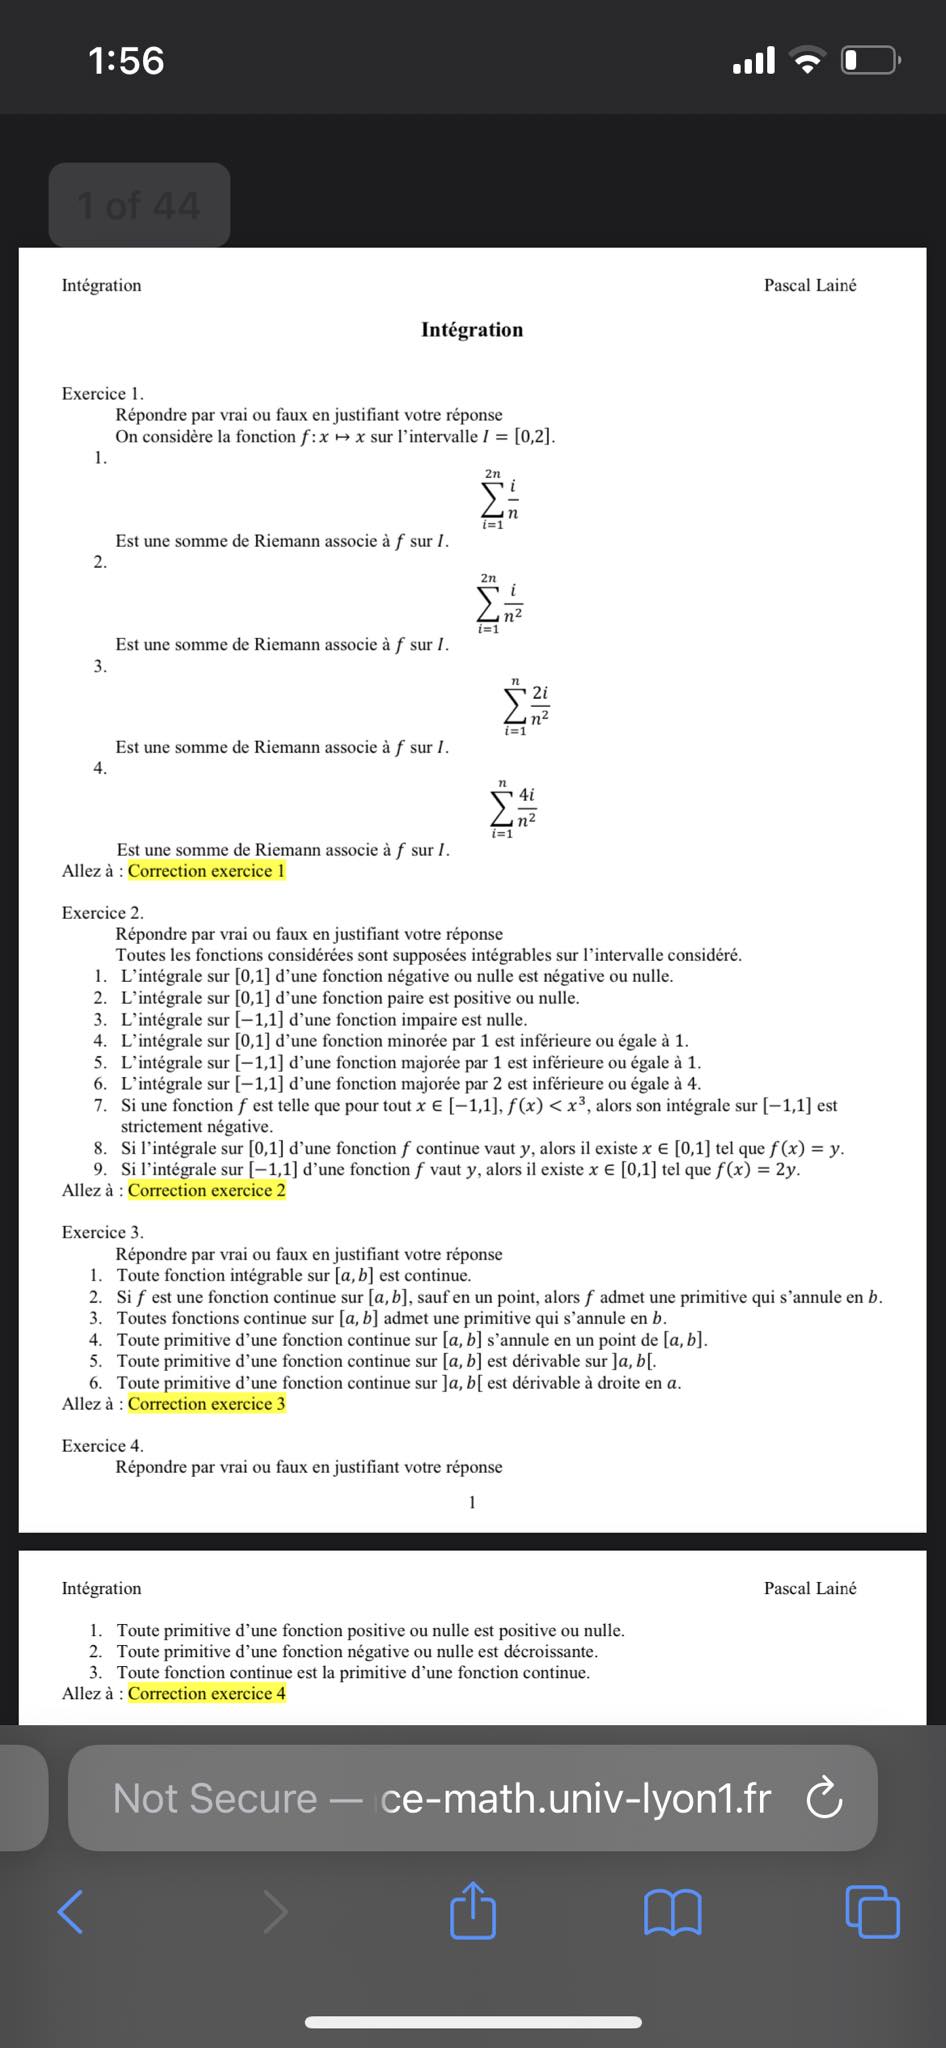 1:56
1 of 44
Intégration Pascal Lainé
Intégration
Exercice 1.
Répondre par vrai ou faux en justifiant votre réponse
On considère la fonction f: x ↦ x sur l’intervalle I = [0,2].
1.
∑_{i=1}^{2n} i/n
Est une somme de Riemann associe à f sur I.
2.
∑_{i=1}^{2n} i/n²
Est une somme de Riemann associe à f sur I.
3.
∑_{i=1}^{n} 2i/n²
Est une somme de Riemann associe à f sur I.
4.
∑_{i=1}^{n} 4i/n²
Est une somme de Riemann associe à f sur I.
Allez à : Correction exercice 1
Exercice 2.
Répondre par vrai ou faux en justifiant votre réponse
Toutes les fonctions considérées sont supposées intégrables sur l’intervalle considéré.
1. L’intégrale sur [0,1] d’une fonction négative ou nulle est négative ou nulle.
2. L’intégrale sur [0,1] d’une fonction paire est positive ou nulle.
3. L’intégrale sur [−1,1] d’une fonction impaire est nulle.
4. L’intégrale sur [0,1] d’une fonction minorée par 1 est inférieure ou égale à 1.
5. L’intégrale sur [−1,1] d’une fonction majorée par 1 est inférieure ou égale à 1.
6. L’intégrale sur [−1,1] d’une fonction majorée par 2 est inférieure ou égale à 4.
7. Si une fonction f est telle que pour tout x ∈ [−1,1], f(x) < x³, alors son intégrale sur [−1,1] est
strictement négative.
8. Si l’intégrale sur [0,1] d’une fonction f continue vaut y, alors il existe x ∈ [0,1] tel que f(x) = y.
9. Si l’intégrale sur [−1,1] d’une fonction f vaut y, alors il existe x ∈ [0,1] tel que f(x) = 2y.
Allez à : Correction exercice 2
Exercice 3.
Répondre par vrai ou faux en justifiant votre réponse
1. Toute fonction intégrable sur [a, b] est continue.
2. Si f est une fonction continue sur [a, b], sauf en un point, alors f admet une primitive qui s’annule en b.
3. Toutes fonctions continue sur [a, b] admet une primitive qui s’annule en b.
4. Toute primitive d’une fonction continue sur [a, b] s’annule en un point de [a, b].
5. Toute primitive d’une fonction continue sur [a, b] est dérivable sur ]a, b[.
6. Toute primitive d’une fonction continue sur ]a, b[ est dérivable à droite en a.
Allez à : Correction exercice 3
Exercice 4.
Répondre par vrai ou faux en justifiant votre réponse
1
Intégration Pascal Lainé
1. Toute primitive d’une fonction positive ou nulle est positive ou nulle.
2. Toute primitive d’une fonction négative ou nulle est décroissante.
3. Toute fonction continue est la primitive d’une fonction continue.
Allez à : Correction exercice 4
Not Secure — ce-math.univ-lyon1.fr